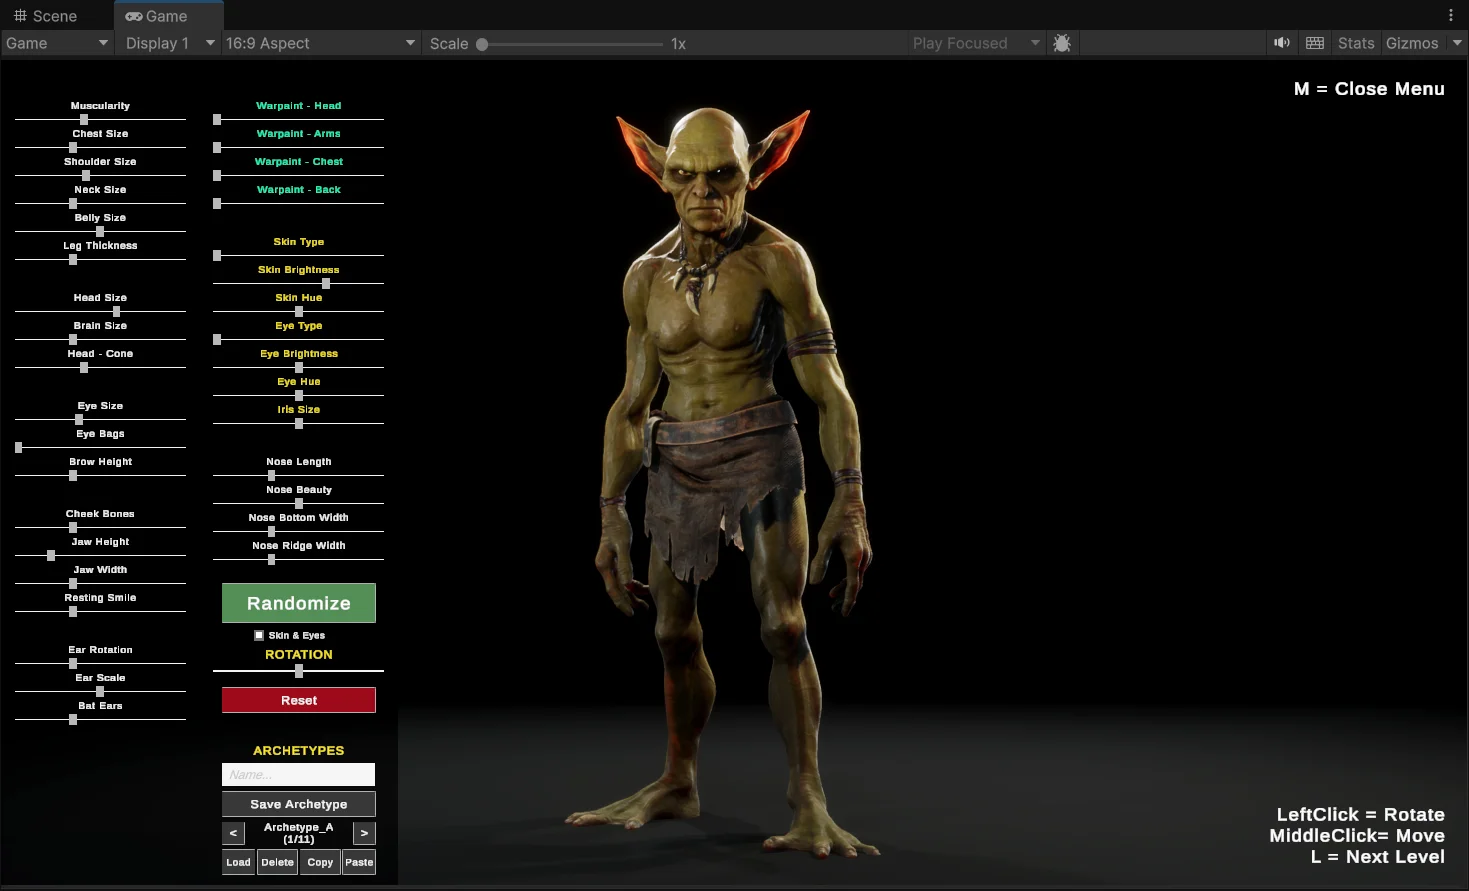 Scene
Game
Game
Display 1
16:9 Aspect
Scale
1x
Play Focused
Stats
Gizmos
M = Close Menu
Muscularity
Chest Size
Shoulder Size
Neck Size
Belly Size
Leg Thickness
Head Size
Brain Size
Head - Cone
Eye Size
Eye Bags
Brow Height
Cheek Bones
Jaw Height
Jaw Width
Resting Smile
Ear Rotation
Ear Scale
Bat Ears
Warpaint - Head
Warpaint - Arms
Warpaint - Chest
Warpaint - Back
Skin Type
Skin Brightness
Skin Hue
Eye Type
Eye Brightness
Eye Hue
Iris Size
Nose Length
Nose Beauty
Nose Bottom Width
Nose Ridge Width
Randomize
Skin & Eyes
ROTATION
Reset
ARCHETYPES
Name...
Save Archetype
< Archetype_A >
(1/11)
Load Delete Copy Paste
LeftClick = Rotate
MiddleClick= Move
L = Next Level